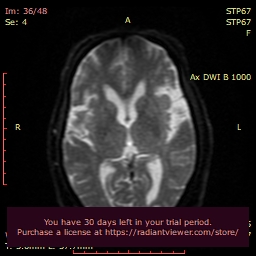 Im: 36/48
Se: 4
STP67
STP67
F
A
Ax DWI B 1000
R
L
You have 30 days left in your trial period.
Purchase a license at https://radiantviewer.com/store/